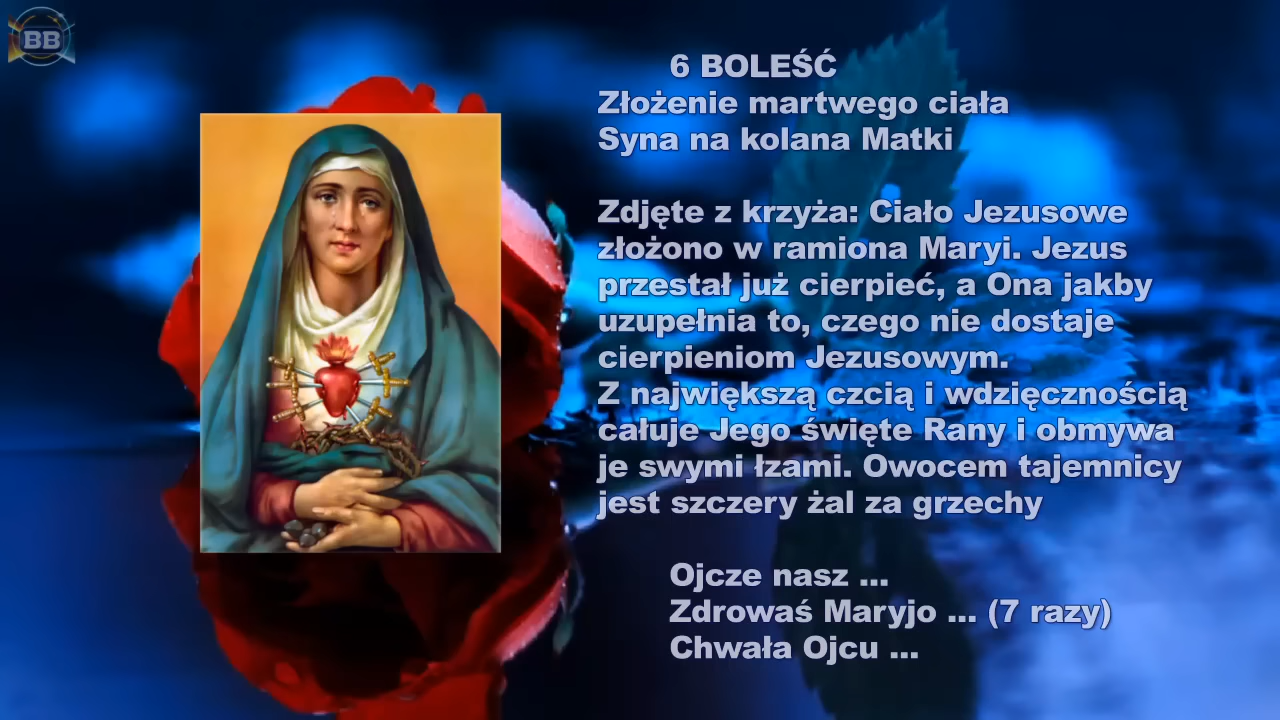 BB
6 BOLEŚĆ
Złożenie martwego ciała
Syna na kolana Matki
Zdjęte z krzyża: Ciało Jezusowe
złożono w ramiona Maryi. Jezus
przestał już cierpieć, a Ona jakby
uzupełnia to, czego nie dostaje
cierpieniom Jezusowym.
Z największą czcią i wdzięcznością
całuje Jego święte Rany i obmywa
je swymi łzami. Owocem tajemnicy
jest szczery żal za grzechy
Ojcze nasz ...
Zdrowaś Maryjo ... (7 razy)
Chwała Ojcu ...